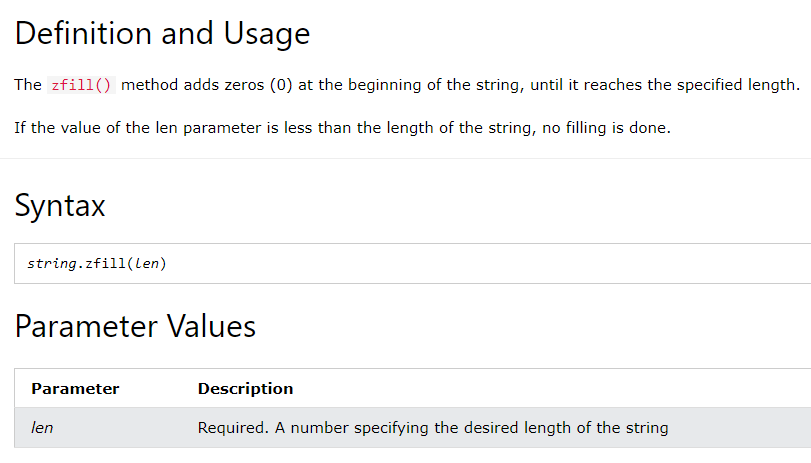 Definition and Usage
The zfill() method adds zeros (0) at the beginning of the string, until it reaches the specified length.
If the value of the len parameter is less than the length of the string, no filling is done.
Syntax
string.zfill(len)
Parameter Values
Parameter Description
len Required. A number specifying the desired length of the string